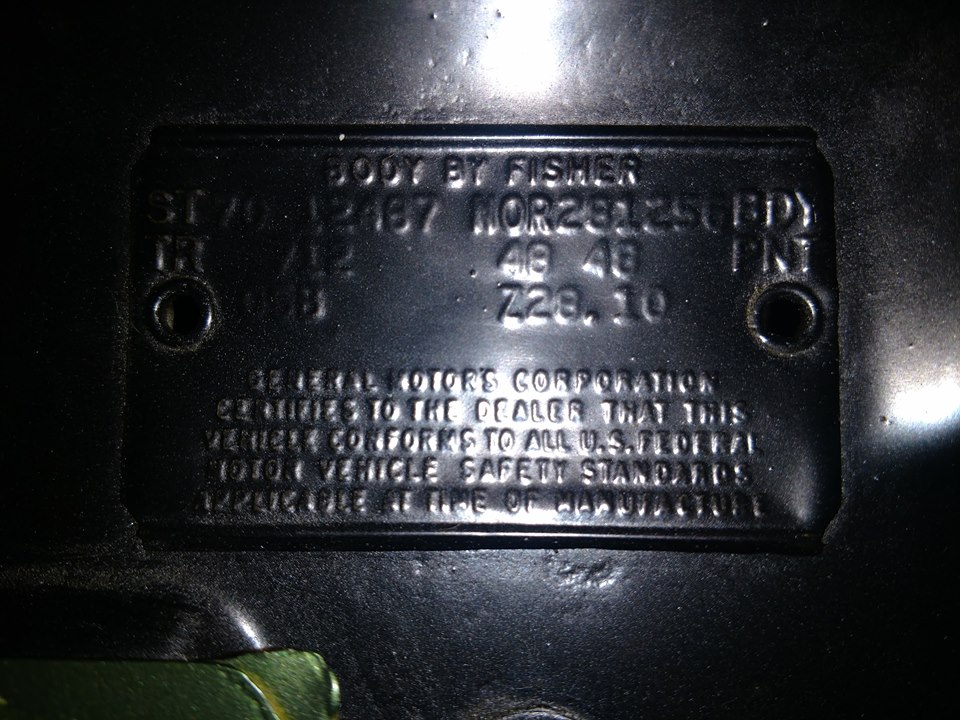 BODY BY FISHER
ST 70 12487 NOR281256 BDY
TR 712 48 48 PNT
B Z28.10
GENERAL MOTORS CORPORATION
CERTIFIES TO THE DEALER THAT THIS
VEHICLE CONFORMS TO ALL U.S. FEDERAL
MOTOR VEHICLE SAFETY STANDARDS
APPLICABLE AT TIME OF MANUFACTURE